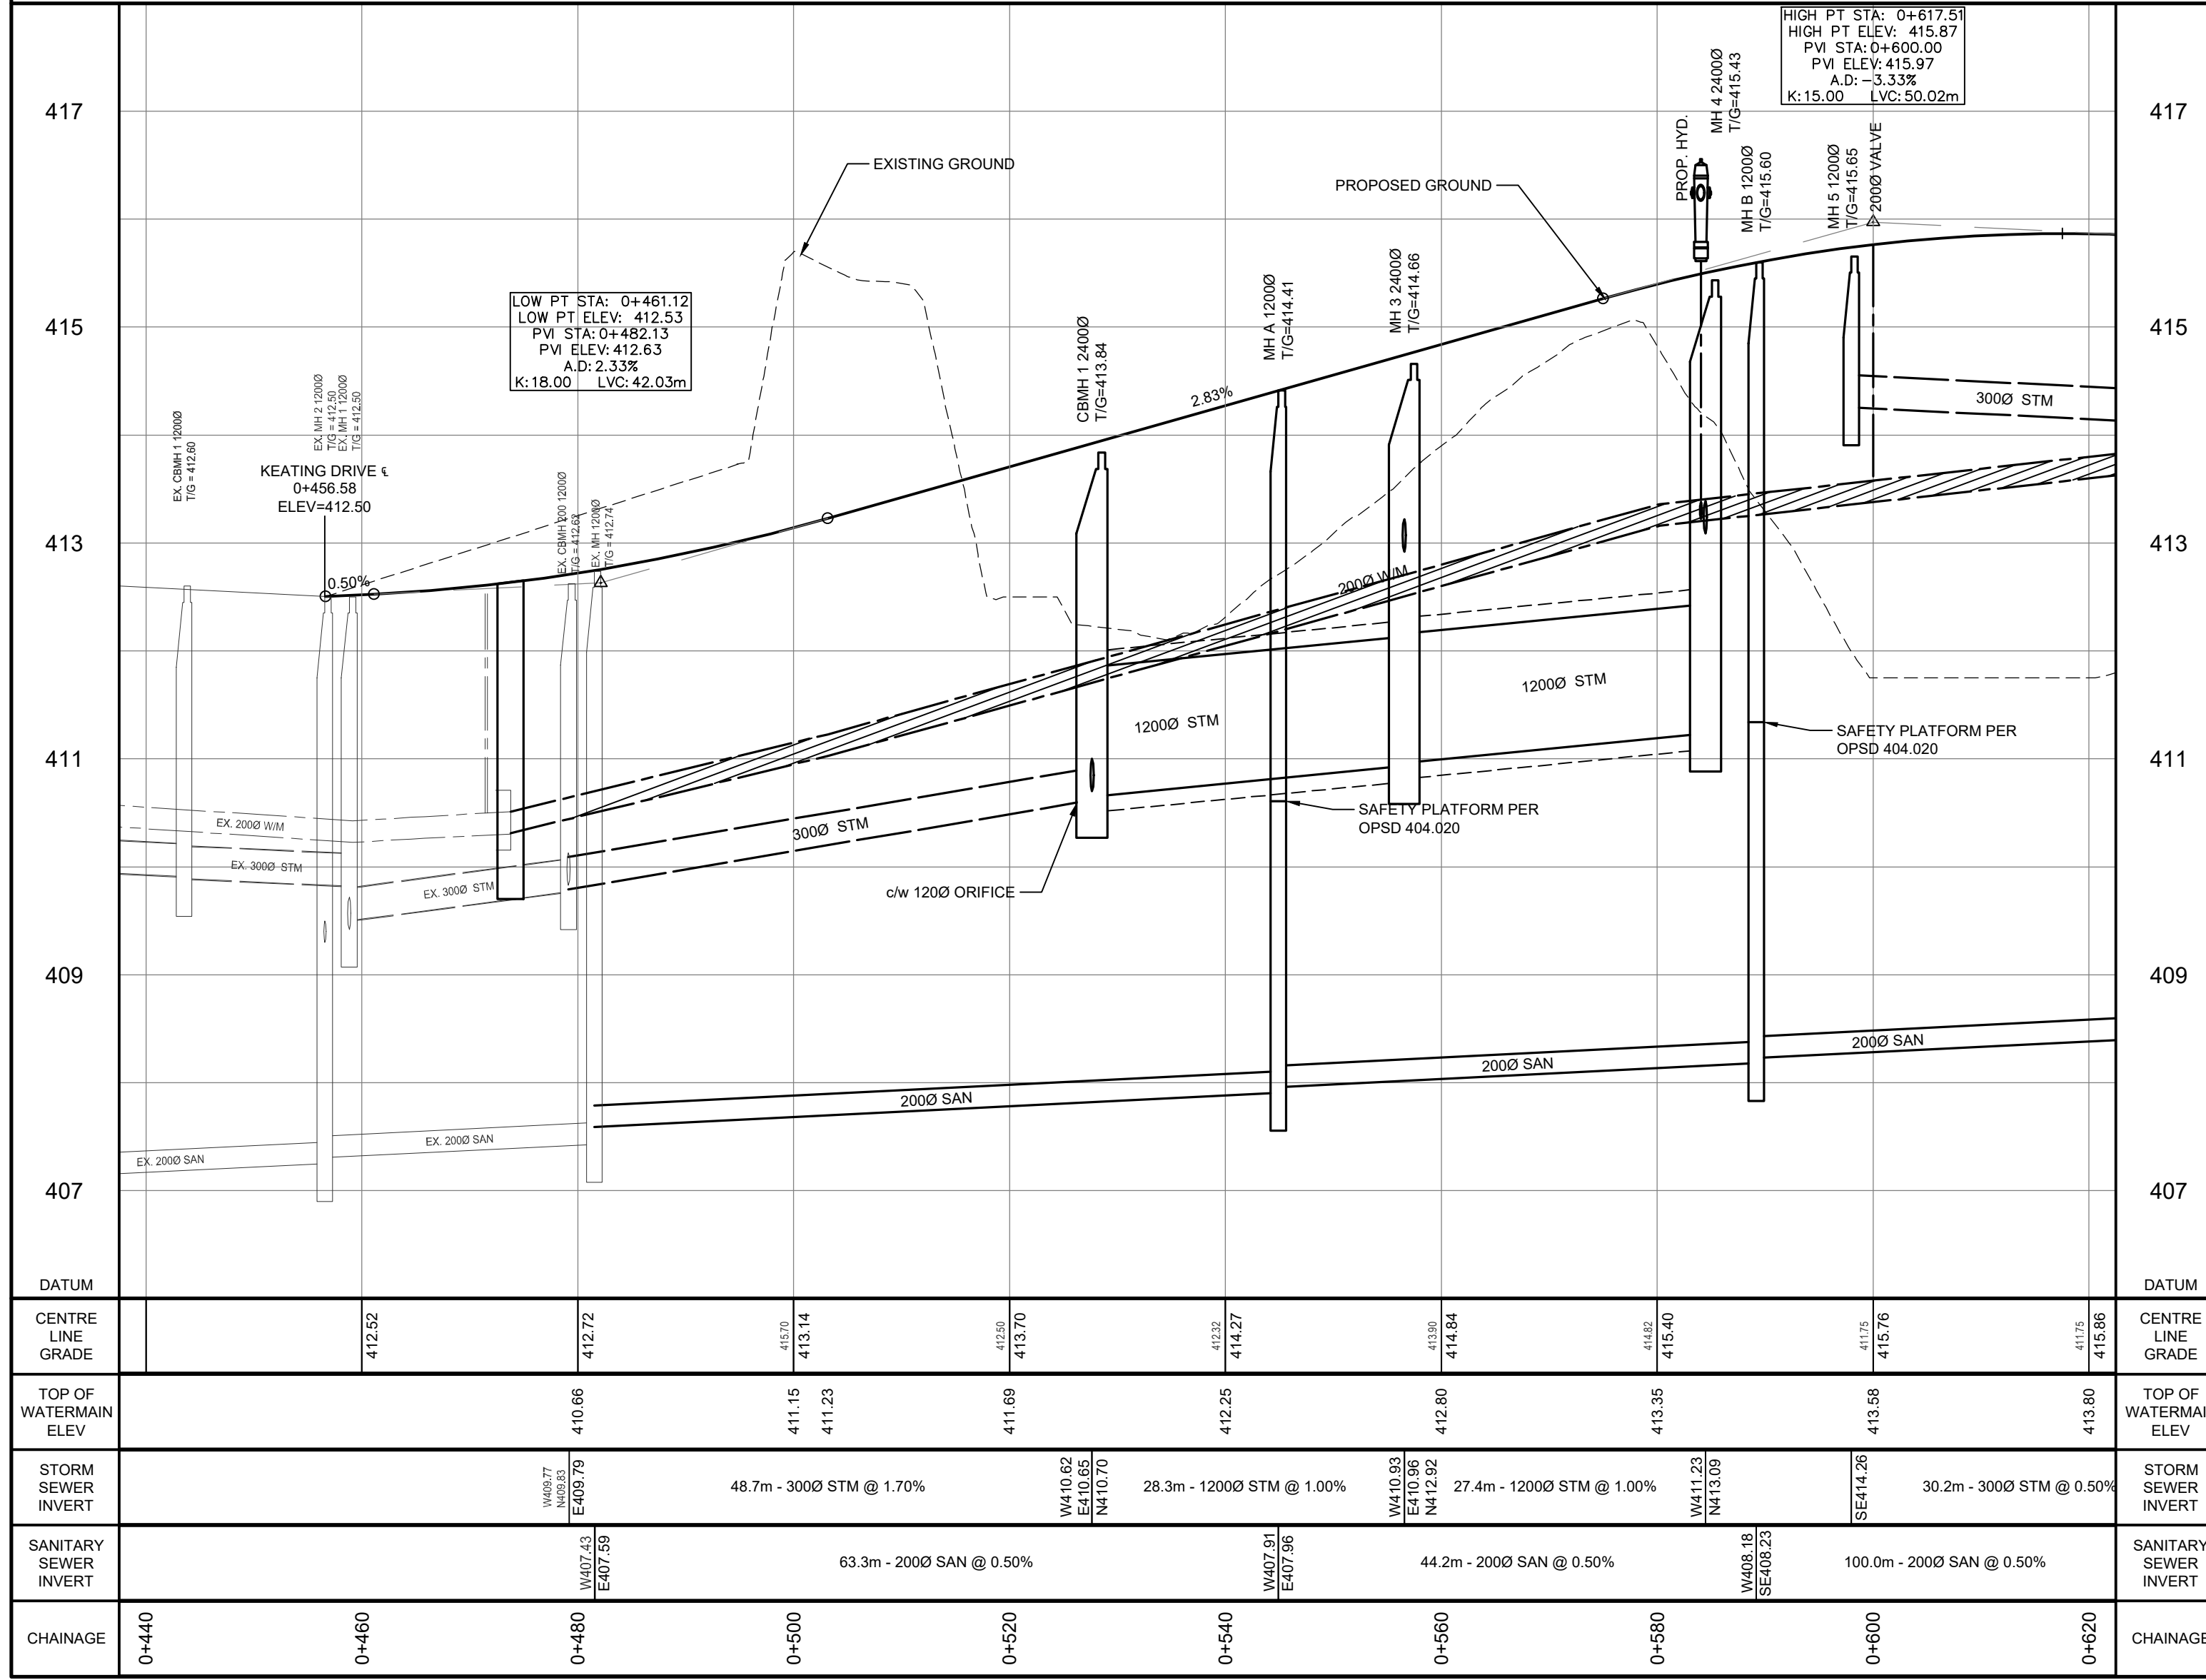 HIGH PT STA: 0+617.51
HIGH PT ELEV: 415.87
PVI STA: 0+600.00
PVI ELEV: 415.97
A.D: -3.33%
K: 15.00 LVC: 50.02m
417
417
415
415
413
413
411
411
409
409
407
407
DATUM
DATUM
EXISTING GROUND
PROPOSED GROUND
PROP. HYD.
MH 4 2400Ø
T/G=415.43
MH B 1200Ø
T/G=415.60
MH 5 1200Ø
T/G=415.65
200Ø VALVE
MH 3 2400Ø
T/G=414.66
MH A 1200Ø
T/G=414.41
CBMH 1 2400Ø
T/G=413.84
LOW PT STA: 0+461.12
LOW PT ELEV: 412.53
PVI STA: 0+482.13
PVI ELEV: 412.63
A.D: 2.33%
K: 18.00 LVC: 42.03m
EX. CBMH 1 1200Ø
T/G = 412.60
EX. MH 2 1200Ø
T/G = 412.50
EX. MH 1 1200Ø
T/G = 412.50
KEATING DRIVE ℄
0+456.58
ELEV=412.50
EX. CBMH 200 1200Ø
T/G = 412.62
EX. MH 1200Ø
T/G = 412.74
0.50%
2.83%
300Ø STM
200Ø W/M
1200Ø STM
1200Ø STM
SAFETY PLATFORM PER
OPSD 404.020
SAFETY PLATFORM PER
OPSD 404.020
EX. 200Ø W/M
EX. 300Ø STM
EX. 300Ø STM
300Ø STM
c/w 120Ø ORIFICE
200Ø SAN
200Ø SAN
200Ø SAN
EX. 200Ø SAN
EX. 200Ø SAN
CENTRE
LINE
GRADE
412.52
412.72
415.70
413.14
412.50
413.70
412.32
414.27
413.90
414.84
414.82
415.40
411.75
415.76
411.75
415.86
CENTRE
LINE
GRADE
TOP OF
WATERMAIN
ELEV
410.66
411.15
411.23
411.69
412.25
412.80
413.35
413.58
413.80
TOP OF
WATERMAI
ELEV
STORM
SEWER
INVERT
W409.77
N409.83
E409.79
48.7m - 300Ø STM @ 1.70%
W410.62
E410.65
N410.70
28.3m - 1200Ø STM @ 1.00%
W410.93
E410.96
N412.92
27.4m - 1200Ø STM @ 1.00%
W411.23
N413.09
SE414.26
30.2m - 300Ø STM @ 0.50%
STORM
SEWER
INVERT
SANITARY
SEWER
INVERT
W407.43
E407.59
63.3m - 200Ø SAN @ 0.50%
W407.91
E407.96
44.2m - 200Ø SAN @ 0.50%
W408.18
SE408.23
100.0m - 200Ø SAN @ 0.50%
SANITARY
SEWER
INVERT
CHAINAGE
0+440
0+460
0+480
0+500
0+520
0+540
0+560
0+580
0+600
0+620
CHAINAGE